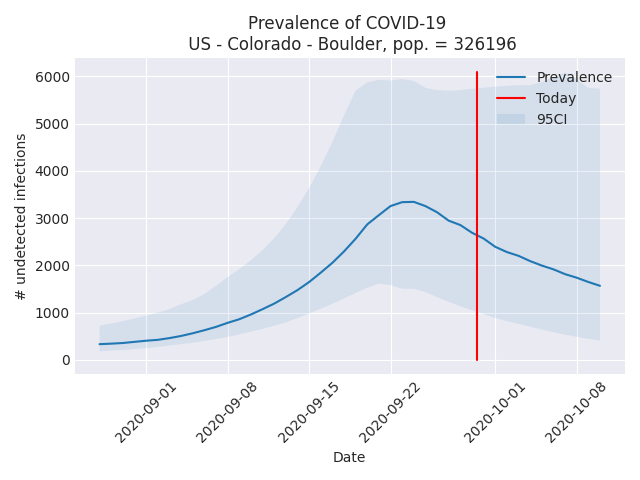 Prevalence of COVID-19
US - Colorado - Boulder, pop. = 326196
# undetected infections
6000
5000
4000
3000
2000
1000
0
Prevalence
Today
95CI
2020-09-01
2020-09-08
2020-09-15
2020-09-22
2020-10-01
2020-10-08
Date